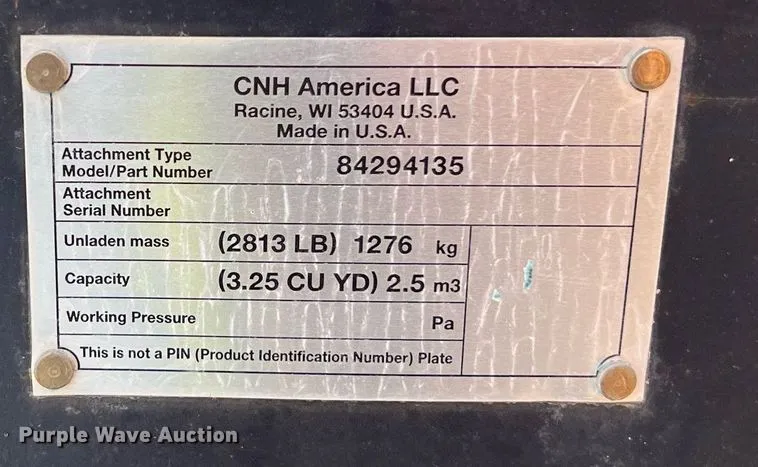 CNH America LLC
Racine, WI 53404 U.S.A.
Made in U.S.A.
Attachment Type
Model/Part Number 84294135
Attachment
Serial Number
Unladen mass (2813 LB) 1276 kg
Capacity (3.25 CU YD) 2.5 m3
Working Pressure Pa
This is not a PIN (Product Identification Number) Plate
Purple Wave Auction